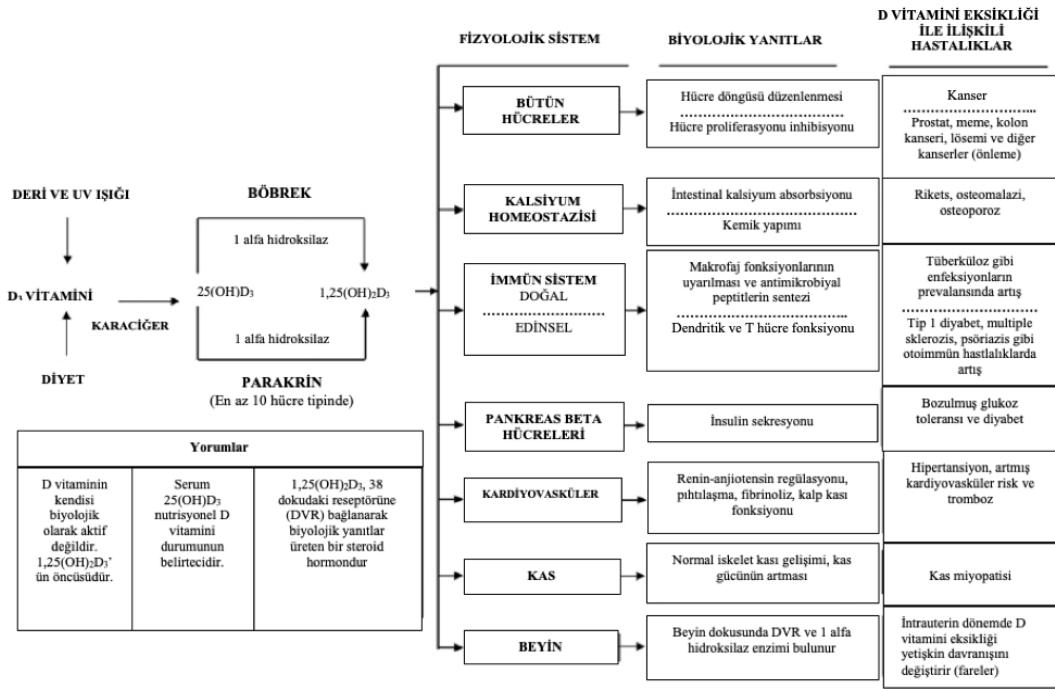 FİZYOLOJİK SİSTEM
BİYOLOJİK YANITLAR
D VİTAMİNİ EKSİKLİĞİ
İLE İLİŞKİLİ
HASTALIKLAR
DERİ VE UV IŞIĞI
D₃ VİTAMİNİ
DİYET
KARACİĞER
BÖBREK
1 alfa hidroksilaz
25(OH)D₃
1,25(OH)₂D₃
1 alfa hidroksilaz
PARAKRİN
(En az 10 hücre tipinde)
BÜTÜN
HÜCRELER
Hücre döngüsü düzenlenmesi
Hücre proliferasyonu inhibisyonu
Kanser
Prostat, meme, kolon
kanseri, lösemi ve diğer
kanserler (önleme)
KALSİYUM
HOMEOSTAZİSİ
İntestinal kalsiyum absorbsiyonu
Kemik yapımı
Rikets, osteomalazi,
osteoporoz
İMMÜN SİSTEM
DOĞAL
EDİNSEL
Makrofaj fonksiyonlarının
uyarılması ve antimikrobiyal
peptitlerin sentezi
Dendritik ve T hücre fonksiyonu
Tüberküloz gibi
enfeksiyonların
prevalansında artış
Tip 1 diyabet, multiple
sklerozis, psöriazis gibi
otoimmün hastlalıklarda
artış
PANKREAS BETA
HÜCRELERİ
İnsulin sekresyonu
Bozulmuş glukoz
toleransı ve diyabet
KARDİYOVASKÜLER
Renin-anjiotensin regülasyonu,
pıhtılaşma, fibrinoliz, kalp kası
fonksiyonu
Hipertansiyon, artmış
kardiyovasküler risk ve
tromboz
KAS
Normal iskelet kası gelişimi, kas
gücünün artması
Kas miyopatisi
BEYİN
Beyin dokusunda DVR ve 1 alfa
hidroksilaz enzimi bulunur
İntrauterin dönemde D
vitamini eksikliği
yetişkin davranışını
değiştirir (fareler)
Yorumlar
D vitaminin
kendisi
biyolojik
olarak aktif
değildir.
1,25(OH)₂D₃'
ün öncüsüdür.
Serum
25(OH)D₃
nutrisyonel D
vitamini
durumunun
belirtecidir.
1,25(OH)₂D₃, 38
dokudaki reseptörüne
(DVR) bağlanarak
biyolojik yanıtlar
üreten bir steroid
hormondur